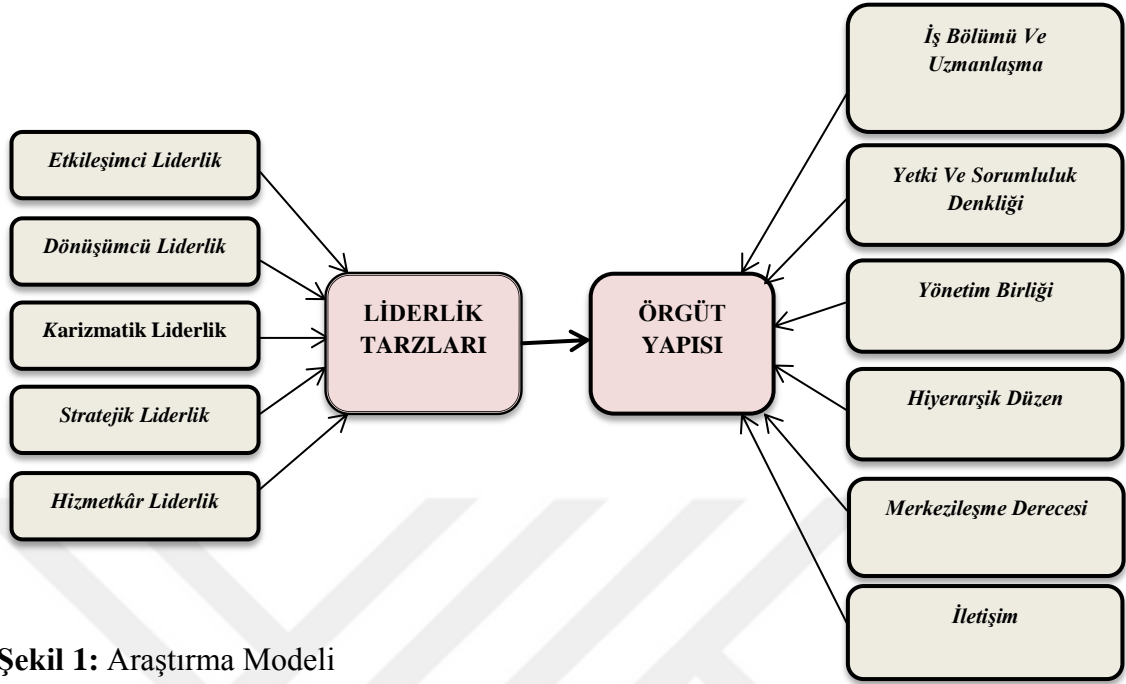 Etkileşimci Liderlik
Dönüşümcü Liderlik
Karizmatik Liderlik
Stratejik Liderlik
Hizmetkâr Liderlik
LİDERLİK
TARZLARI
ÖRGÜT
YAPISI
İş Bölümü Ve
Uzmanlaşma
Yetki Ve Sorumluluk
Denkliği
Yönetim Birliği
Hiyerarşik Düzen
Merkezileşme Derecesi
İletişim
Şekil 1: Araştırma Modeli